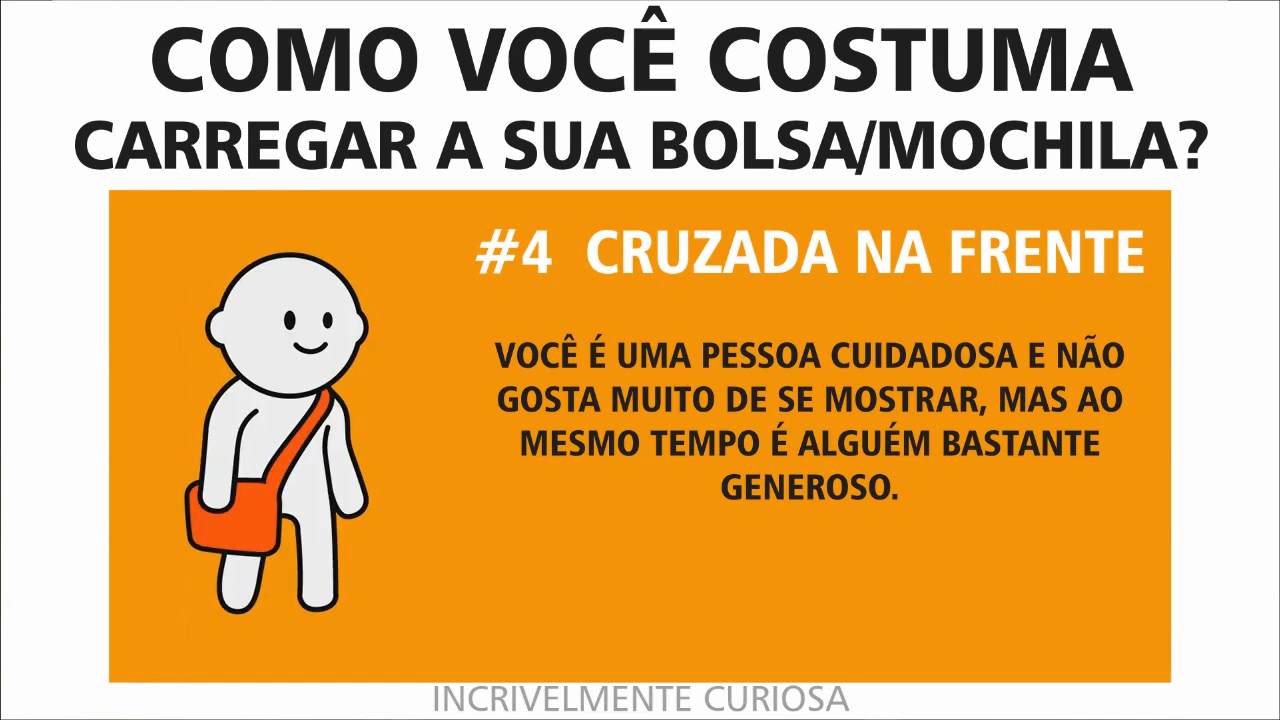 COMO VOCÊ COSTUMA
CARREGAR A SUA BOLSA/MOCHILA?
#4 CRUZADA NA FRENTE
VOCÊ É UMA PESSOA CUIDADOSA E NÃO
GOSTA MUITO DE SE MOSTRAR, MAS AO
MESMO TEMPO É ALGUÉM BASTANTE
GENEROSO.
INCRIVELMENTE CURIOSA